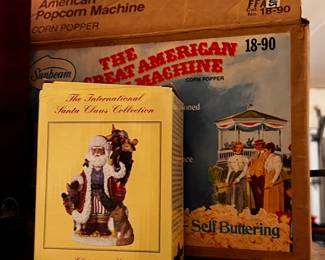 American
Popcorn Machine
CORN POPPER
18-90
Sunbeam
THE
GREAT AMERICAN
MACHINE
CORN POPPER
18-90
The International
Santa Claus Collection
Self Buttering